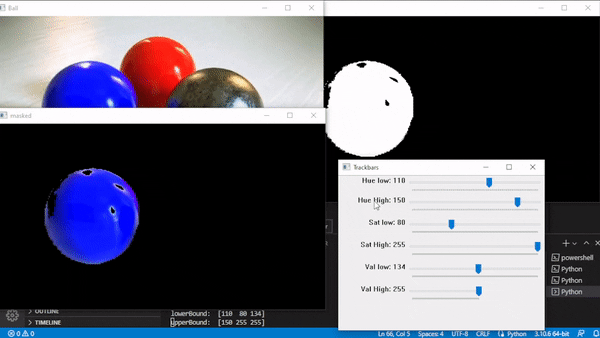 Ball
masked
Trackbars
Hue low: 110
Hue High: 150
Sat low: 80
Sat High: 255
Val low: 134
Val High: 255
powershell
Python
Python
Python
OUTLINE
TIMELINE
lowerBound: [110 80 134]
upperBound: [150 255 255]
0 0
Ln 66, Col 5
Spaces: 4
UTF-8
CRLF
Python
3.10.6 64-bit